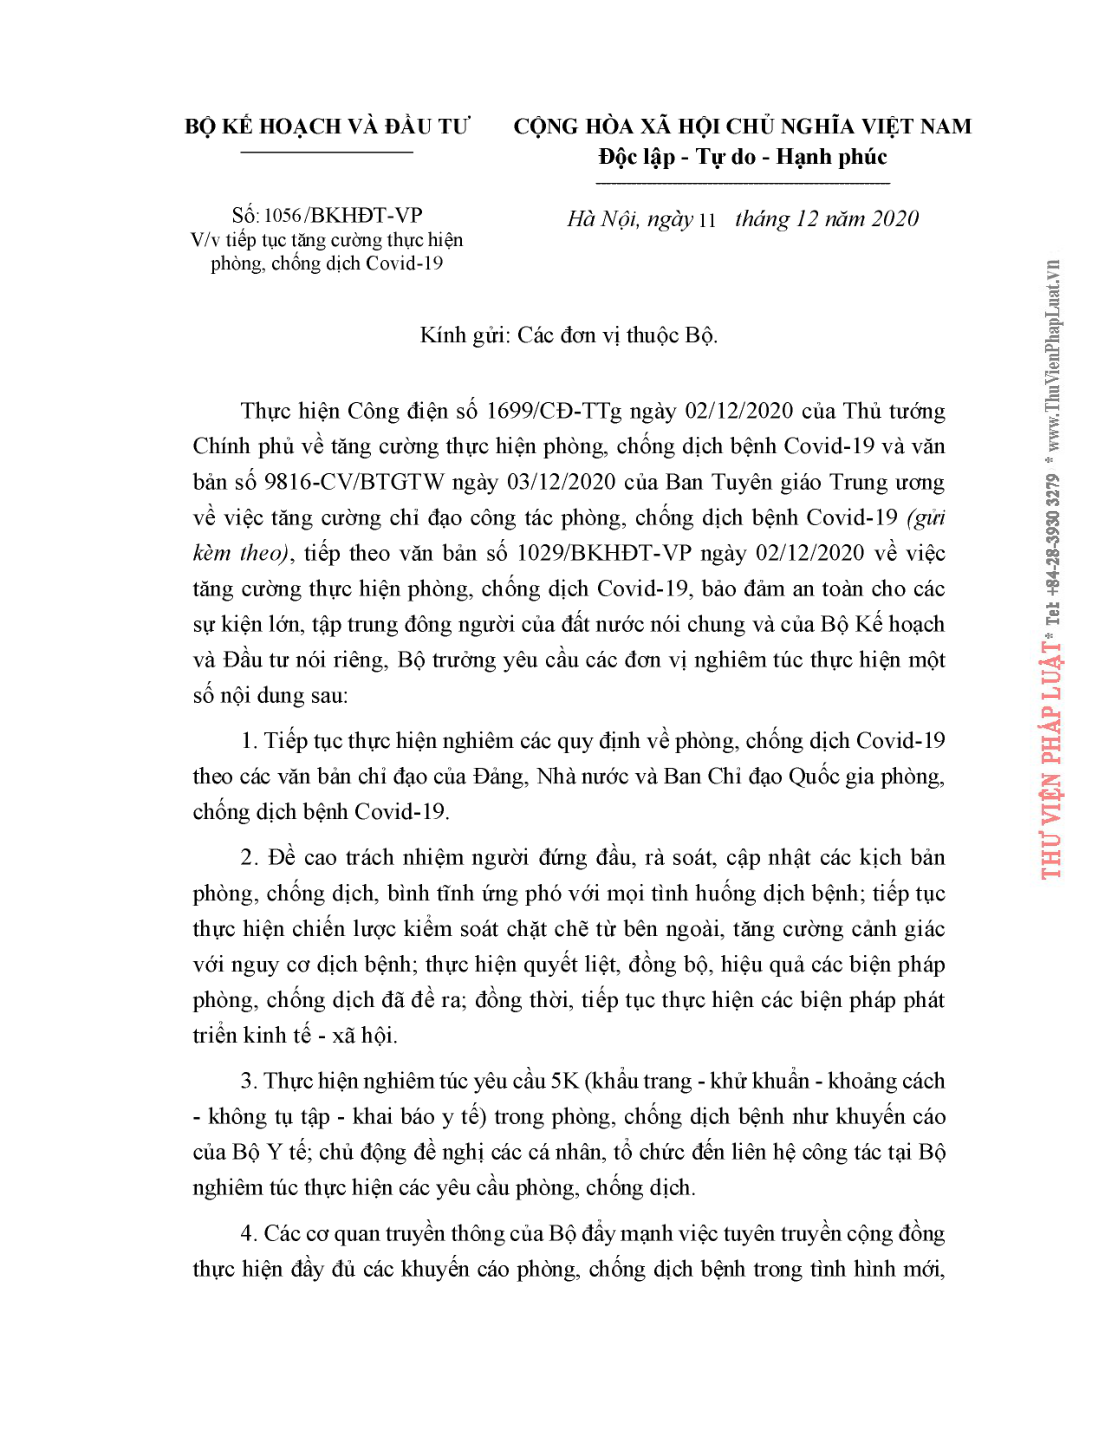 BỘ KẾ HOẠCH VÀ ĐẦU TƯ
CỘNG HÒA XÃ HỘI CHỦ NGHĨA VIỆT NAM
Độc lập - Tự do - Hạnh phúc
Số: 1056/BKHĐT-VP
V/v tiếp tục tăng cường thực hiện
phòng, chống dịch Covid-19
Hà Nội, ngày 11 tháng 12 năm 2020
Kính gửi: Các đơn vị thuộc Bộ.
Thực hiện Công điện số 1699/CĐ-TTg ngày 02/12/2020 của Thủ tướng
Chính phủ về tăng cường thực hiện phòng, chống dịch bệnh Covid-19 và văn
bản số 9816-CV/BTGTW ngày 03/12/2020 của Ban Tuyên giáo Trung ương
về việc tăng cường chỉ đạo công tác phòng, chống dịch bệnh Covid-19 (gửi
kèm theo), tiếp theo văn bản số 1029/BKHĐT-VP ngày 02/12/2020 về việc
tăng cường thực hiện phòng, chống dịch Covid-19, bảo đảm an toàn cho các
sự kiện lớn, tập trung đông người của đất nước nói chung và của Bộ Kế hoạch
và Đầu tư nói riêng, Bộ trưởng yêu cầu các đơn vị nghiêm túc thực hiện một
số nội dung sau:
1. Tiếp tục thực hiện nghiêm các quy định về phòng, chống dịch Covid-19
theo các văn bản chỉ đạo của Đảng, Nhà nước và Ban Chỉ đạo Quốc gia phòng,
chống dịch bệnh Covid-19.
2. Đề cao trách nhiệm người đứng đầu, rà soát, cập nhật các kịch bản
phòng, chống dịch, bình tĩnh ứng phó với mọi tình huống dịch bệnh; tiếp tục
thực hiện chiến lược kiểm soát chặt chẽ từ bên ngoài, tăng cường cảnh giác
với nguy cơ dịch bệnh; thực hiện quyết liệt, đồng bộ, hiệu quả các biện pháp
phòng, chống dịch đã đề ra; đồng thời, tiếp tục thực hiện các biện pháp phát
triển kinh tế - xã hội.
3. Thực hiện nghiêm túc yêu cầu 5K (khẩu trang - khử khuẩn - khoảng cách
- không tụ tập - khai báo y tế) trong phòng, chống dịch bệnh như khuyến cáo
của Bộ Y tế; chủ động đề nghị các cá nhân, tổ chức đến liên hệ công tác tại Bộ
nghiêm túc thực hiện các yêu cầu phòng, chống dịch.
4. Các cơ quan truyền thông của Bộ đẩy mạnh việc tuyên truyền cộng đồng
thực hiện đầy đủ các khuyến cáo phòng, chống dịch bệnh trong tình hình mới,
THƯ VIỆN PHÁP LUẬT * Tel: +84-28-3930 3279 * www.ThuVienPhapLuat.vn